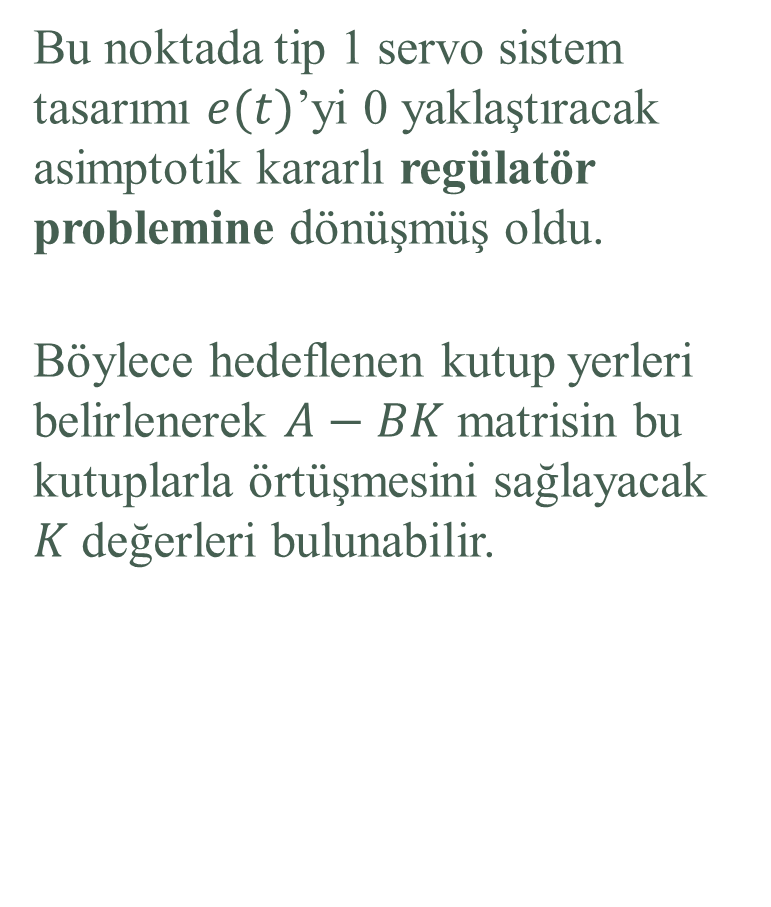 Bu noktada tip 1 servo sistem
tasarımı e(t)’yi 0 yaklaştıracak
asimptotik kararlı regülatör
problemine dönüşmüş oldu.
Böylece hedeflenen kutup yerleri
belirlenerek A − BK matrisin bu
kutuplarla örtüşmesini sağlayacak
K değerleri bulunabilir.